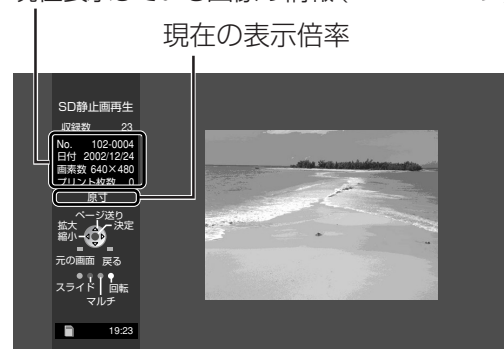 現在の表示倍率
SD静止画再生
収録数 23
No. 102-0004
日付 2002/12/24
画素数 640×480
プリント枚数 0
原寸
ページ送り
拡大 決定
縮小
元の画面 戻る
スライド 回転
マルチ
19:23